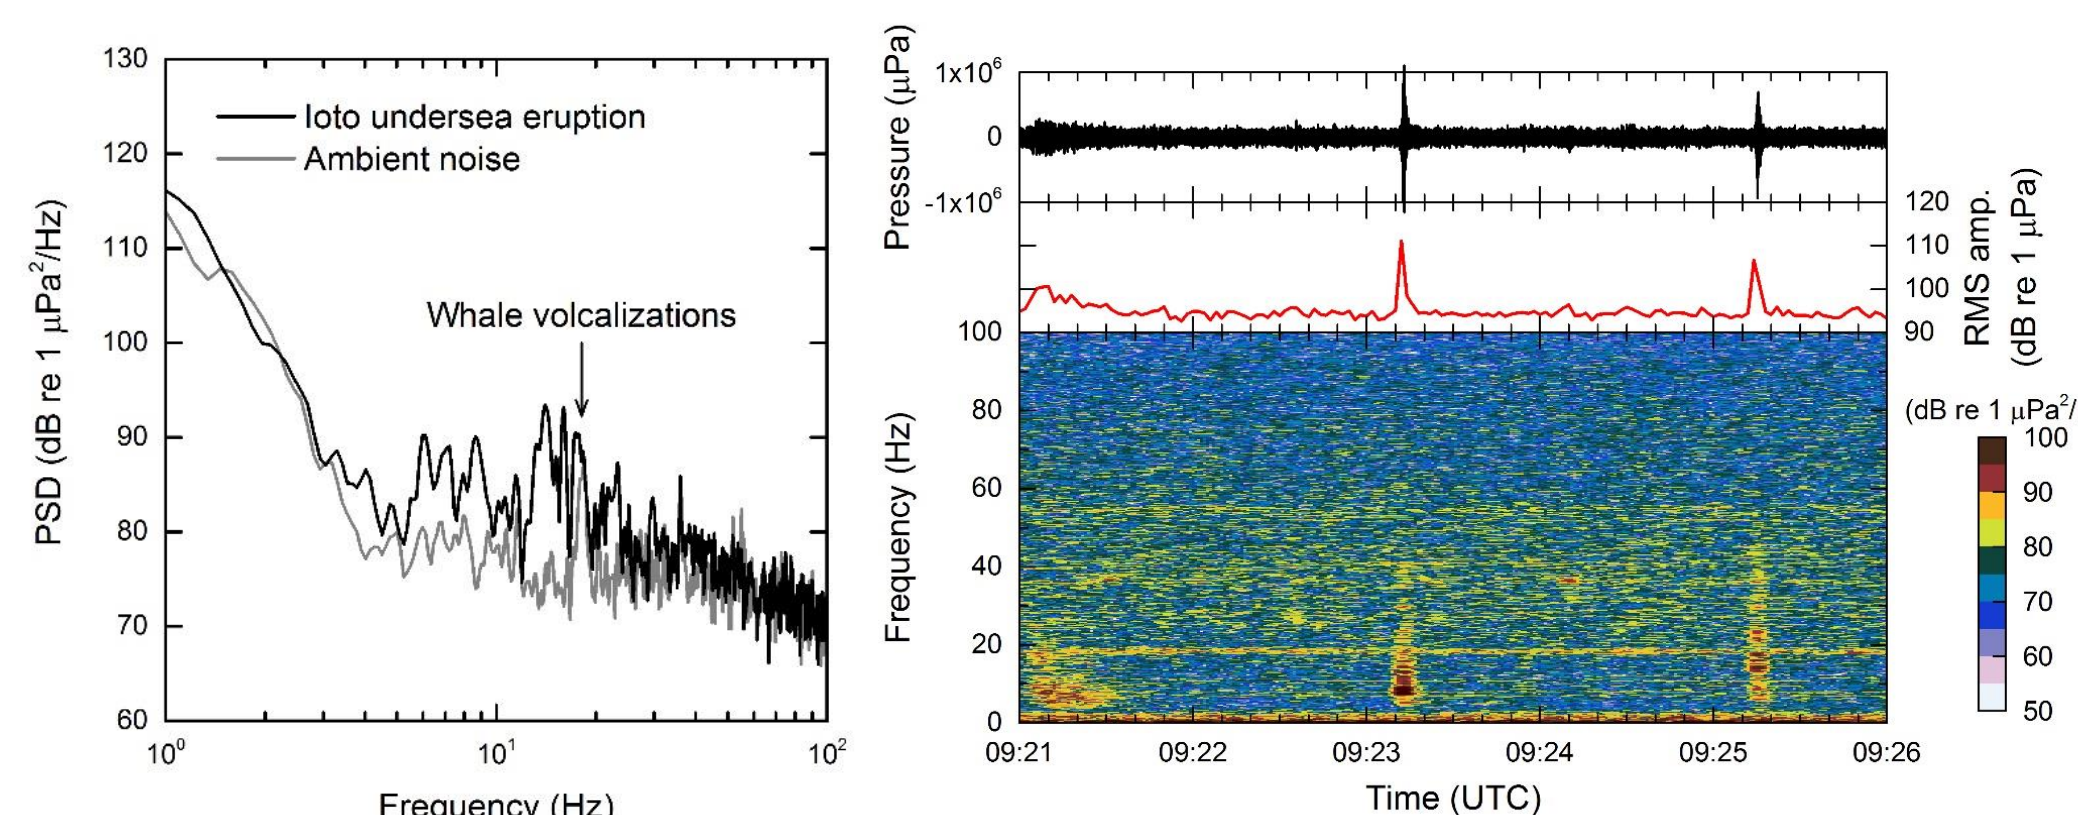 130
120
110
100
90
80
70
60
PSD (dB re 1 μPa²/Hz)
Ioto undersea eruption
Ambient noise
Whale volcalizations
10⁰
10¹
10²
Frequency (Hz)
Pressure (μPa)
1x10⁶
0
-1x10⁶
120
110
100
90
RMS amp.
(dB re 1 μPa)
Frequency (Hz)
100
80
60
40
20
0
09:21
09:22
09:23
09:24
09:25
09:26
Time (UTC)
(dB re 1 μPa²/
100
90
80
70
60
50